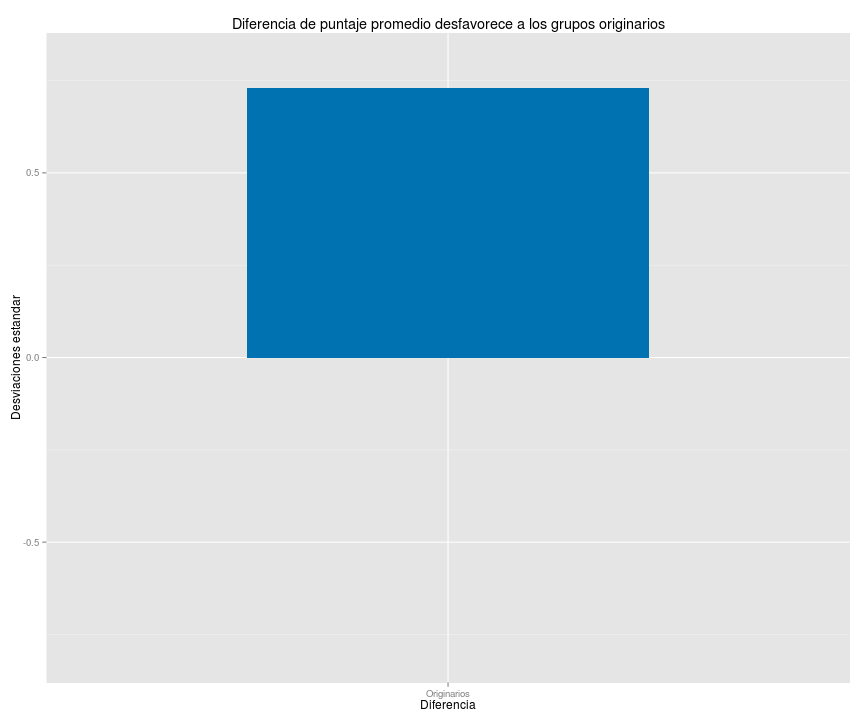 Diferencia de puntaje promedio desfavorece a los grupos originarios
0.5
0.0
-0.5
Desviaciones estandar
Originarios
Diferencia